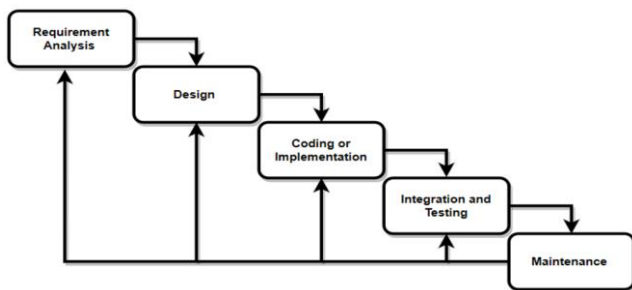 Requirement
Analysis
Design
Coding or
Implementation
Integration and
Testing
Maintenance